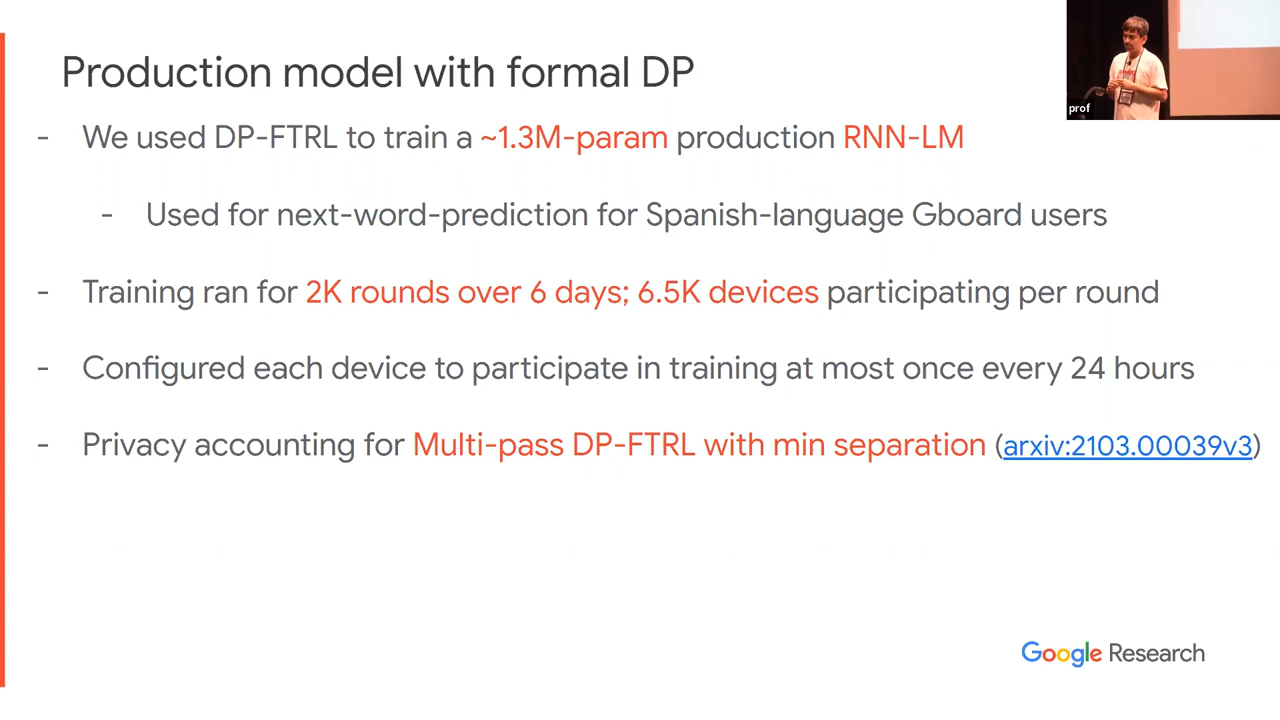 Production model with formal DP
prof
- We used DP-FTRL to train a ~1.3M-param production RNN-LM
- Used for next-word-prediction for Spanish-language Gboard users
- Training ran for 2K rounds over 6 days; 6.5K devices participating per round
- Configured each device to participate in training at most once every 24 hours
- Privacy accounting for Multi-pass DP-FTRL with min separation (arxiv:2103.00039v3)
Google Research